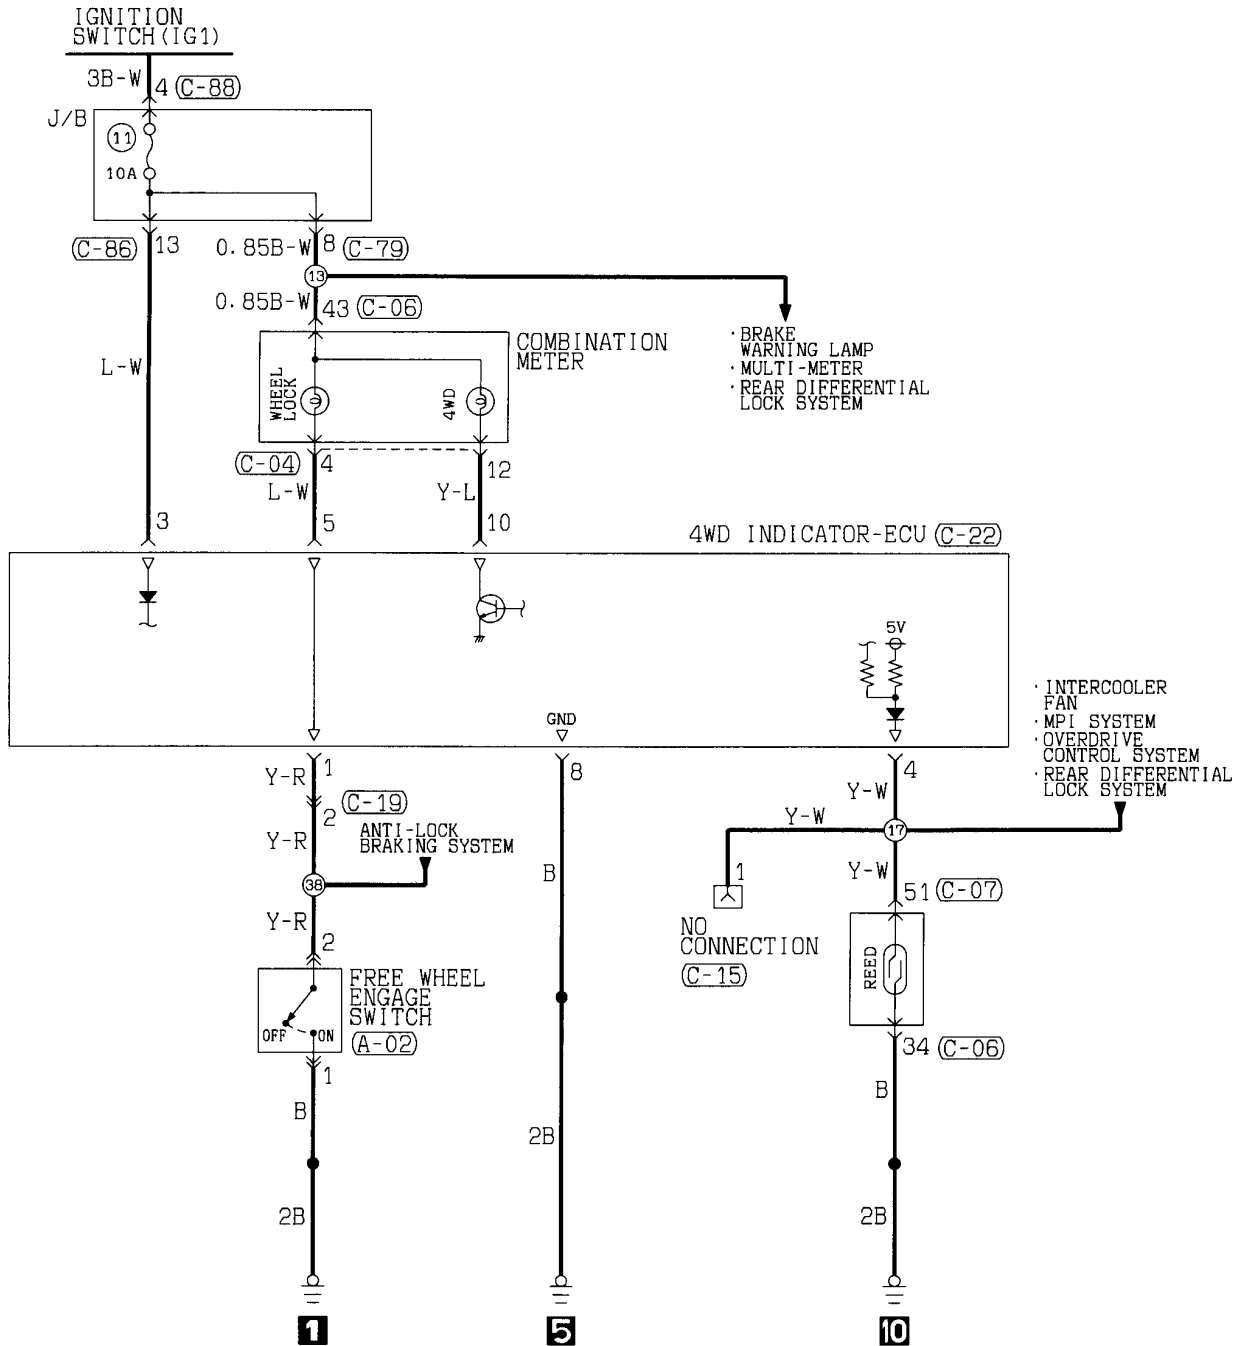 IGNITION
SWITCH(IG1)
3B-W
4
C-88
J/B
11
10A
C-86
13
0.85B-W
8
C-79
13
0.85B-W
43
C-06
COMBINATION
METER
· BRAKE
WARNING LAMP
· MULTI-METER
· REAR DIFFERENTIAL
LOCK SYSTEM
L-W
WHEEL
LOCK
4WD
C-04
4
12
L-W
Y-L
3
5
10
4WD INDICATOR-ECU
C-22
5V
GND
· INTERCOOLER
FAN
· MPI SYSTEM
· OVERDRIVE
CONTROL SYSTEM
· REAR DIFFERENTIAL
LOCK SYSTEM
1
8
4
Y-R
Y-W
C-19
2
Y-W
17
Y-R
ANTI-LOCK
BRAKING SYSTEM
B
Y-W
38
1
51
C-07
Y-R
NO
CONNECTION
C-15
2
REED
FREE WHEEL
ENGAGE
SWITCH
OFF
ON
A-02
34
C-06
1
B
B
2B
2B
2B
1
5
10